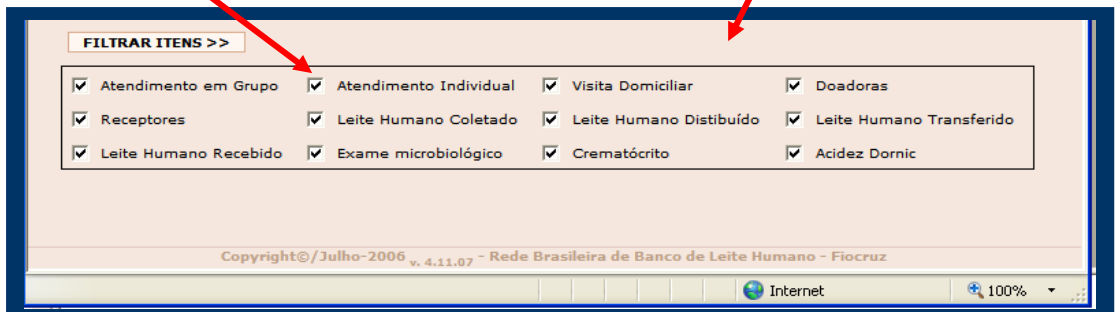 FILTRAR ITENS >>
Atendimento em Grupo Atendimento Individual Visita Domiciliar Doadoras
Receptores Leite Humano Coletado Leite Humano Distibuído Leite Humano Transferido
Leite Humano Recebido Exame microbiológico Crematócrito Acidez Dornic
Copyright©/Julho-2006 v. 4.11.07 - Rede Brasileira de Banco de Leite Humano - Fiocruz
Internet 100%